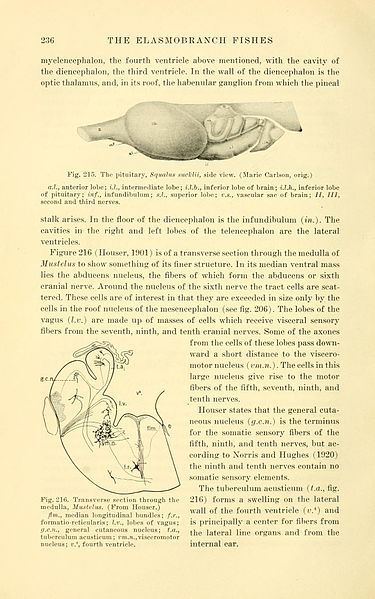 236 THE ELASMOBRANCH FISHES
myelencephalon, the fourth ventricle above mentioned, with the cavity of
the diencephalon, the third ventricle. In the wall of the diencephalon is the
optic thalamus, and, in its roof, the habenular ganglion from which the pineal
Fig. 215. The pituitary, Squalus sucklii, side view. (Marie Carlson, orig.)
a.l., anterior lobe; i.l., intermediate lobe; i.l.b., inferior lobe of brain; i.l.h., inferior lobe
of pituitary; inf., infundibulum; s.l., superior lobe; v.s., vascular sac of brain; II, III,
second and third nerves.
stalk arises. In the floor of the diencephalon is the infundibulum (in.). The
cavities in the right and left lobes of the telencephalon are the lateral
ventricles.
Figure 216 (Houser, 1901) is of a transverse section through the medulla of
Mustelus to show something of its finer structure. In its median ventral mass
lies the abducens nucleus, the fibers of which form the abducens or sixth
cranial nerve. Around the nucleus of the sixth nerve the tract cells are scat-
tered. These cells are of interest in that they are exceeded in size only by the
cells in the roof nucleus of the mesencephalon (see fig. 206). The lobes of the
vagus (l.v.) are made up of masses of cells which receive visceral sensory
fibers from the seventh, ninth, and tenth cranial nerves. Some of the axones
from the cells of these lobes pass down-
ward a short distance to the viscero-
motor nucleus (vm.n.). The cells in this
large nucleus give rise to the motor
fibers of the fifth, seventh, ninth, and
tenth nerves.
Houser states that the general cuta-
neous nucleus (g.c.n.) is the terminus
for the somatic sensory fibers of the
fifth, ninth, and tenth nerves, but ac-
cording to Norris and Hughes (1920)
the ninth and tenth nerves contain no
somatic sensory elements.
The tuberculum acusticum (t.a., fig.
216) forms a swelling on the lateral
wall of the fourth ventricle (v.⁴) and
is principally a center for fibers from
the lateral line organs and from the
internal ear.
t.a.
g.c.n.
l.v.
v⁴.
flm.
f.r.
Fig. 216. Transverse section through the
medulla, Mustelus. (From Houser.)
flm., median longitudinal bundles; f.r.,
formatio-reticularis; l.v., lobes of vagus;
g.c.n., general cutaneous nucleus; t.a.,
tuberculum acusticum; vm.n., visceromotor
nucleus; v.⁴, fourth ventricle.